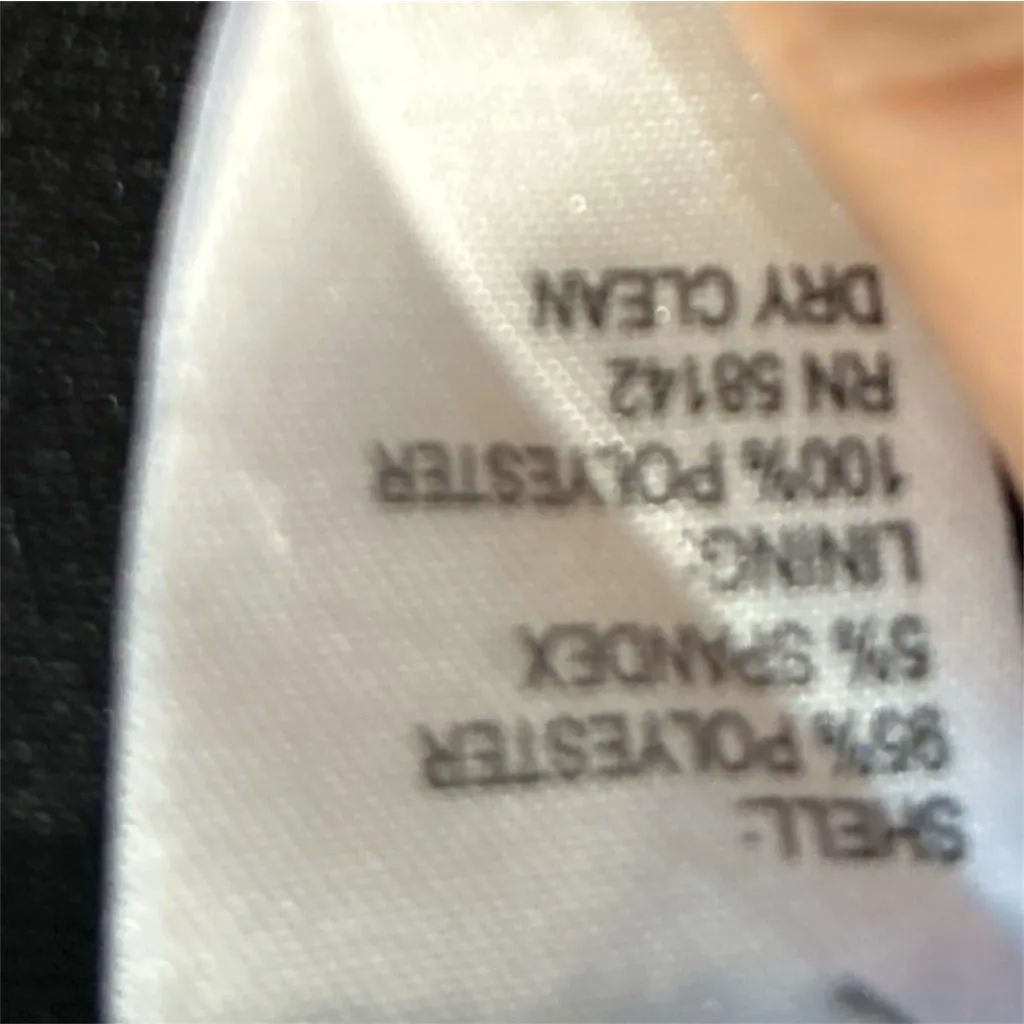 SHELL:
95% POLYESTER
5% SPANDEX
LINING:
100% POLYESTER
RN 58142
DRY CLEAN